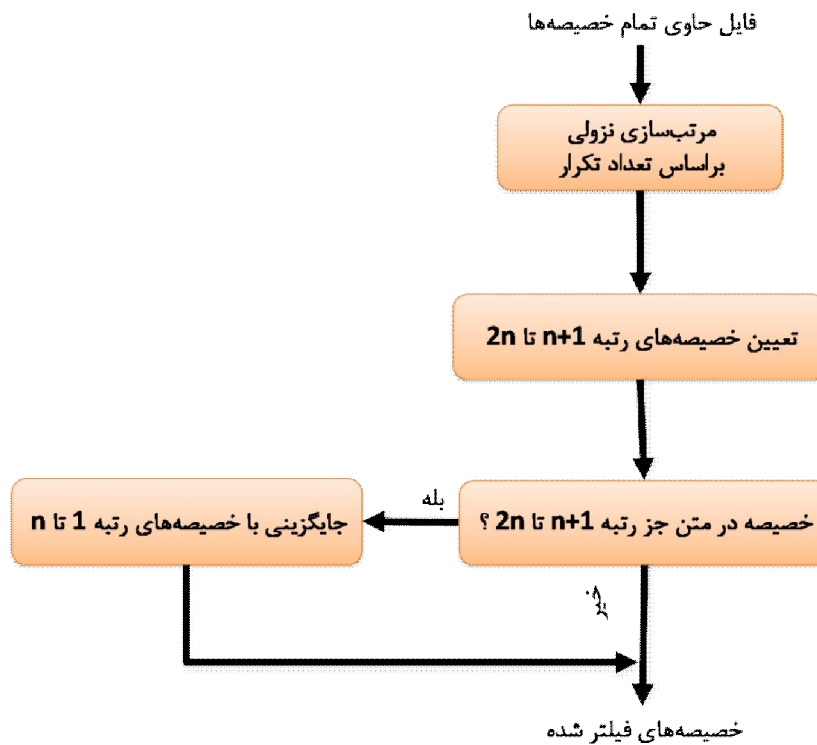 فایل حاوی تمام خصیصه‌ها
مرتب‌سازی نزولی
براساس تعداد تکرار
تعیین خصیصه‌های رتبه n+1 تا 2n
خصیصه در متن جز رتبه n+1 تا 2n ؟
بله
جایگزینی با خصیصه‌های رتبه 1 تا n
خیر
خصیصه‌های فیلتر شده